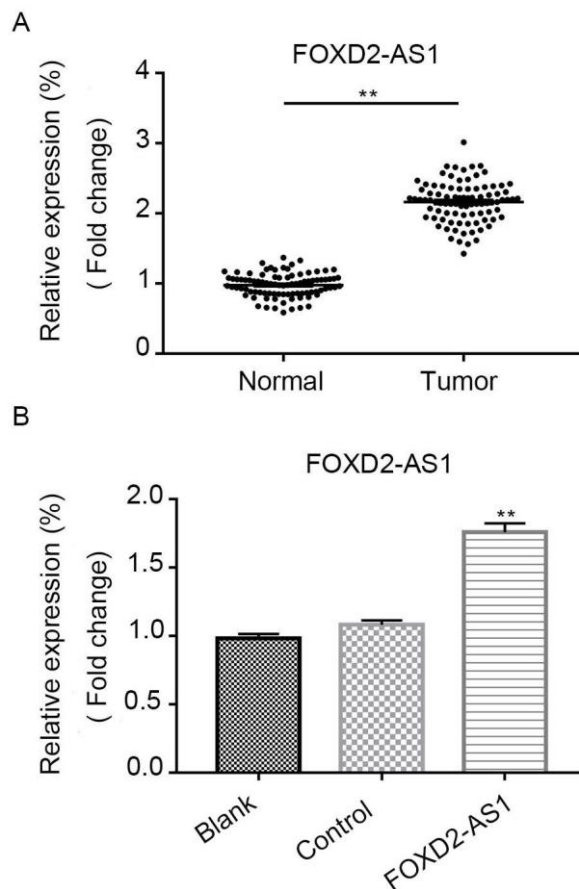 A
FOXD2-AS1
Relative expression (%)
( Fold change)
4
3
2
1
0
**
Normal
Tumor
B
FOXD2-AS1
Relative expression (%)
( Fold change)
2.0
1.5
1.0
0.5
0.0
**
Blank
Control
FOXD2-AS1